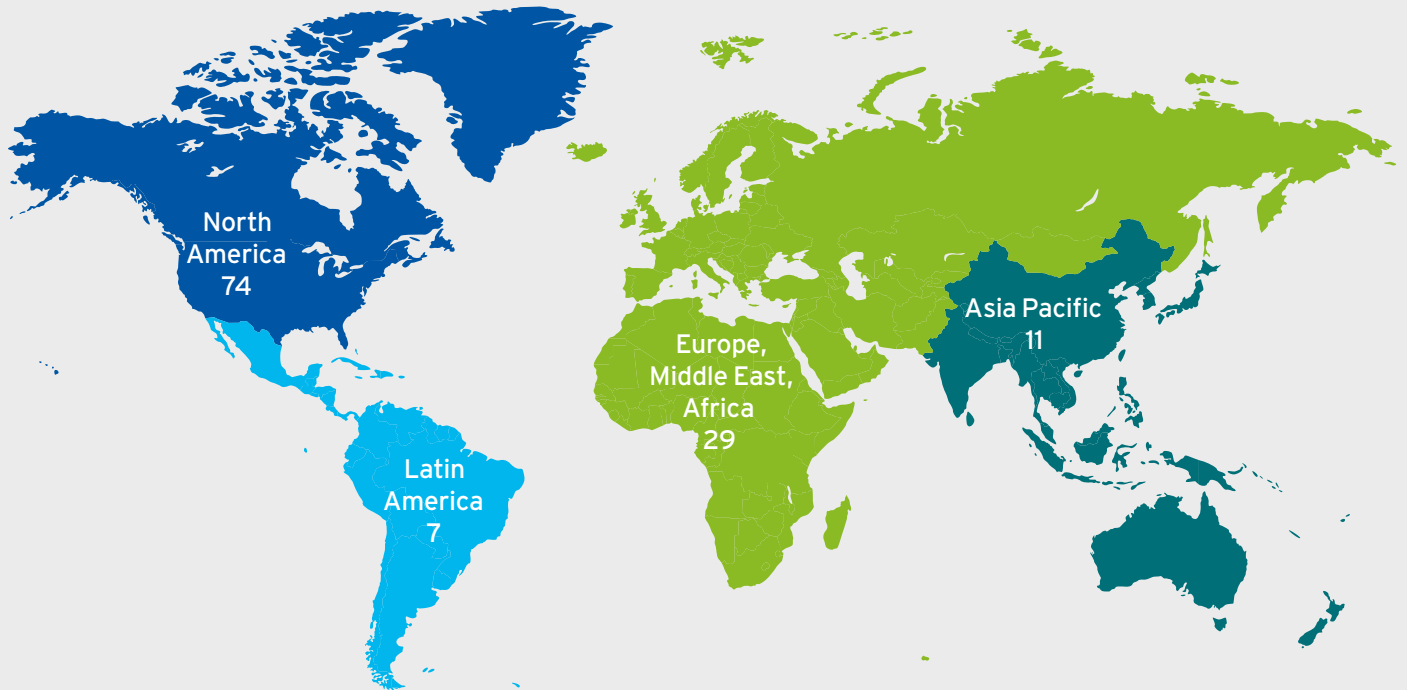 North
America
74
Latin
America
7
Europe,
Middle East,
Africa
29
Asia Pacific
11